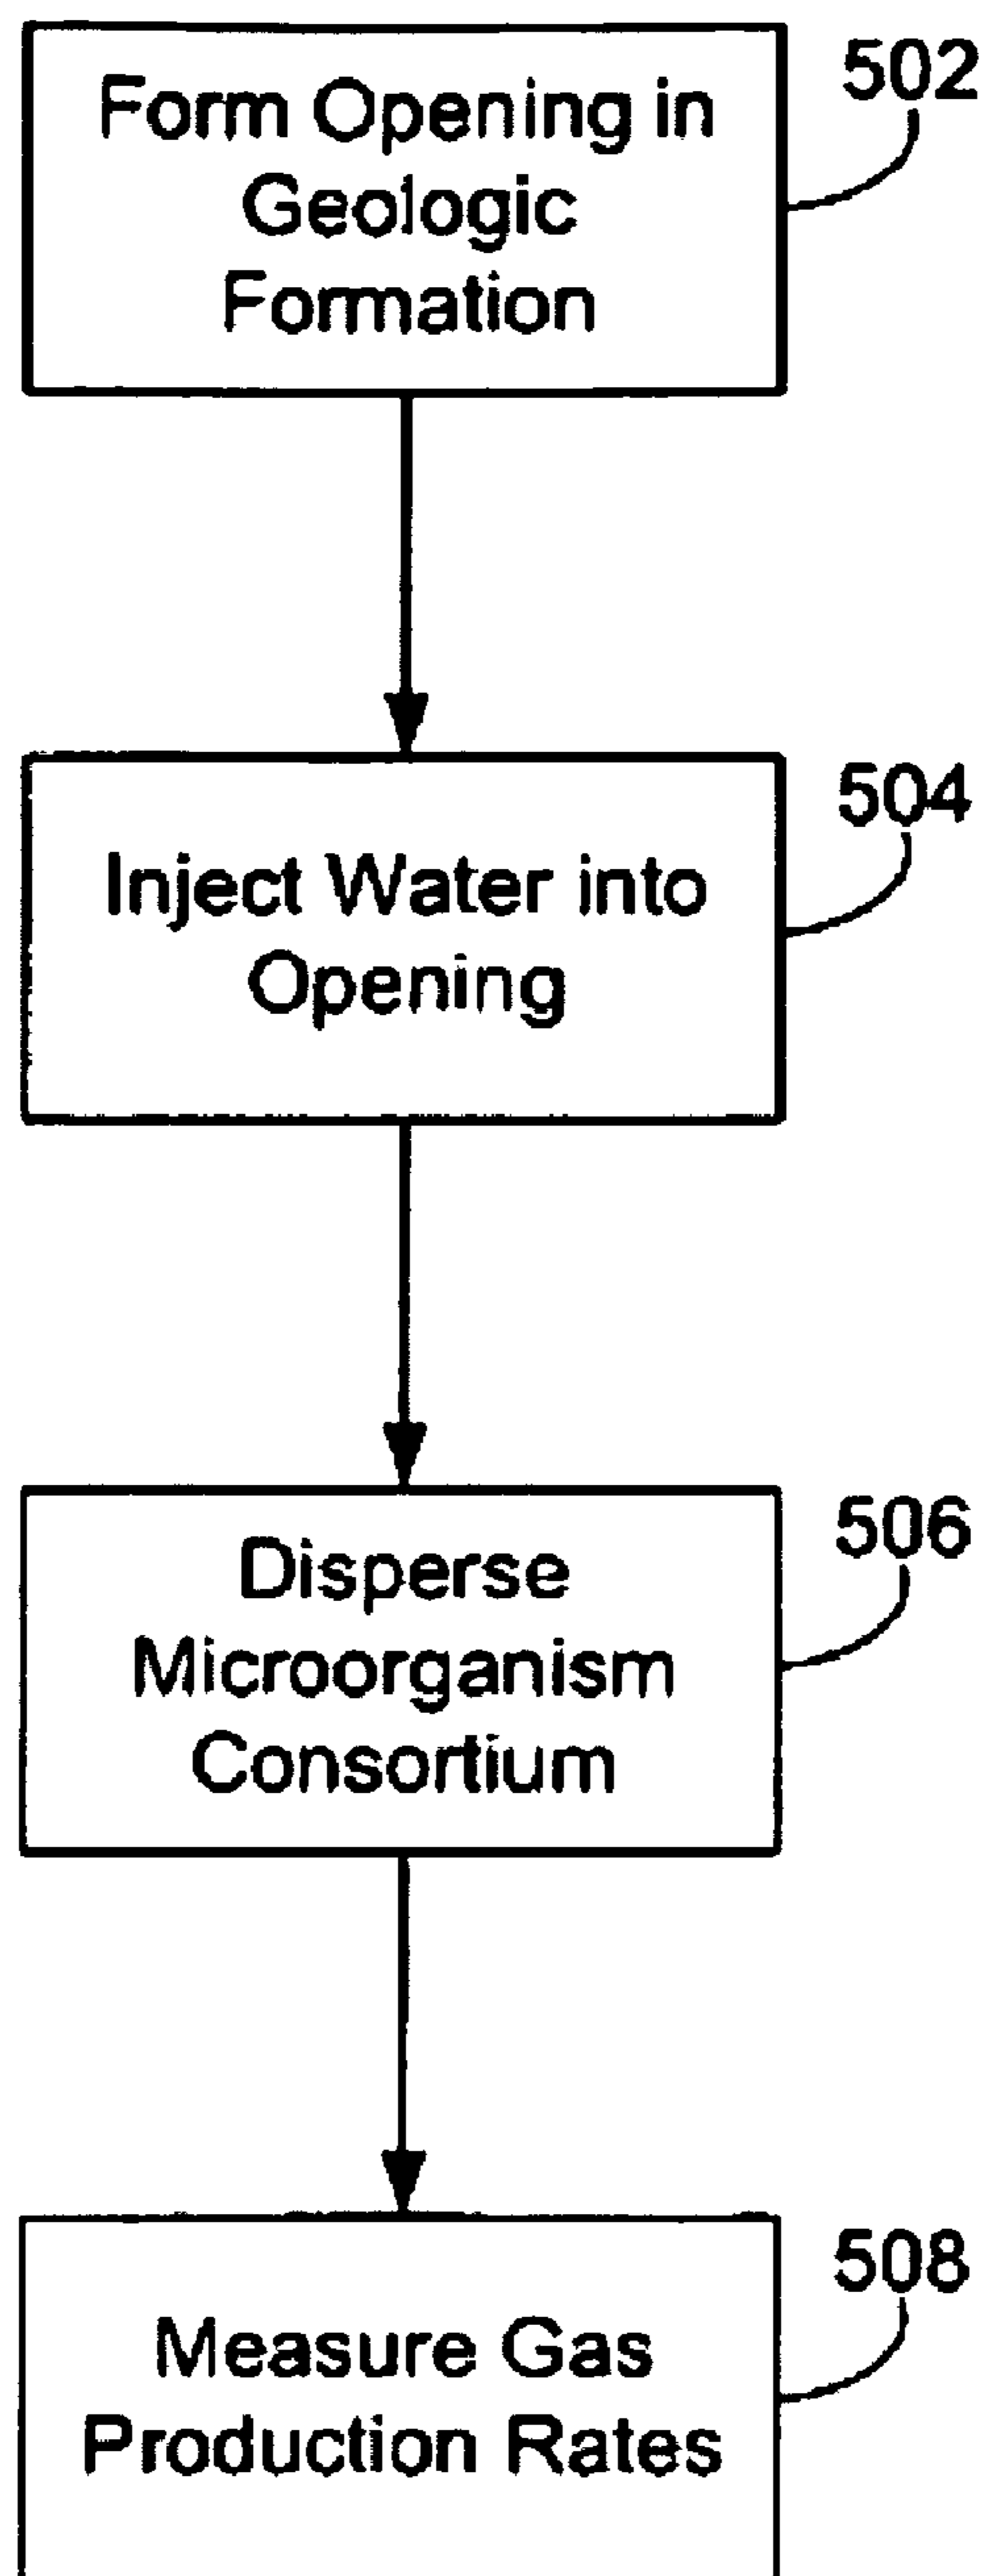 Form Opening in
Geologic
Formation
502
Inject Water into
Opening
504
Disperse
Microorganism
Consortium
506
Measure Gas
Production Rates
508